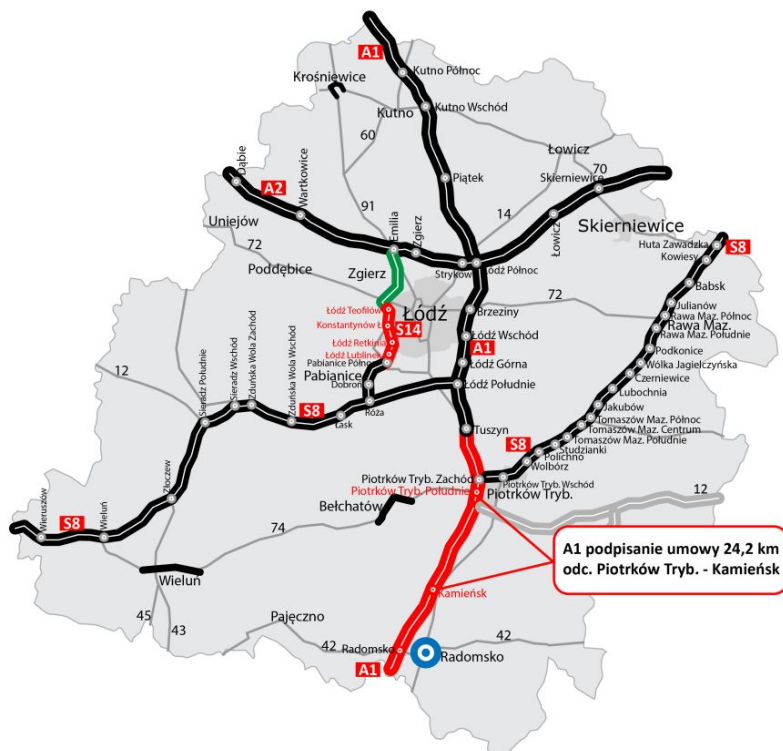 A1
Kutno Północ
Krośniewice
Kutno
Kutno Wschód
60
Łowicz
70
Dąbie
A2
Wartkowice
Piątek
Skierniewice
91
14
Uniejów
72
Emilia
Zgierz
Łowicz
Skierniewice
S8
Huta Zawadzka
Kowiesy
Poddębice
Zgierz
Stryków
Łódź Północ
Babsk
Łódź Teofilów
Łódź
Brzeziny
72
Julianów
Rawa Maz. Północ
Konstantynów Ł
S14
Rawa Maz.
Rawa Maz. Południe
Łódź Retkinia
Łódź Wschód
A1
Łódź Lublinek
Podkonice
Pabianice Północ
Łódź Górna
Wólka Jagielczyńska
12
Pabianice
Czerniewice
Dobroń
Łódź Południe
Lubochnia
Sieradz Południe
Sieradz Wschód
Zduńska Wola Zachód
Zduńska Wola Wschód
S8
Łask
Róża
Jakubów
Tomaszów Maz. Północ
Tomaszów Maz. Centrum
Tomaszów Maz. Południe
Tuszyn
S8
Studzianki
Polichno
Wolbórz
Złoczew
Piotrków Tryb. Zachód
Piotrków Tryb. Wschód
Piotrków Tryb. Południe
Piotrków Tryb.
12
Bełchatów
Wieruszów
S8
Wieluń
74
A1 podpisanie umowy 24,2 km
odc. Piotrków Tryb. - Kamieńsk
Wieluń
Kamieńsk
45
43
Pajęczno
42
Radomsko
42
Radomsko
A1